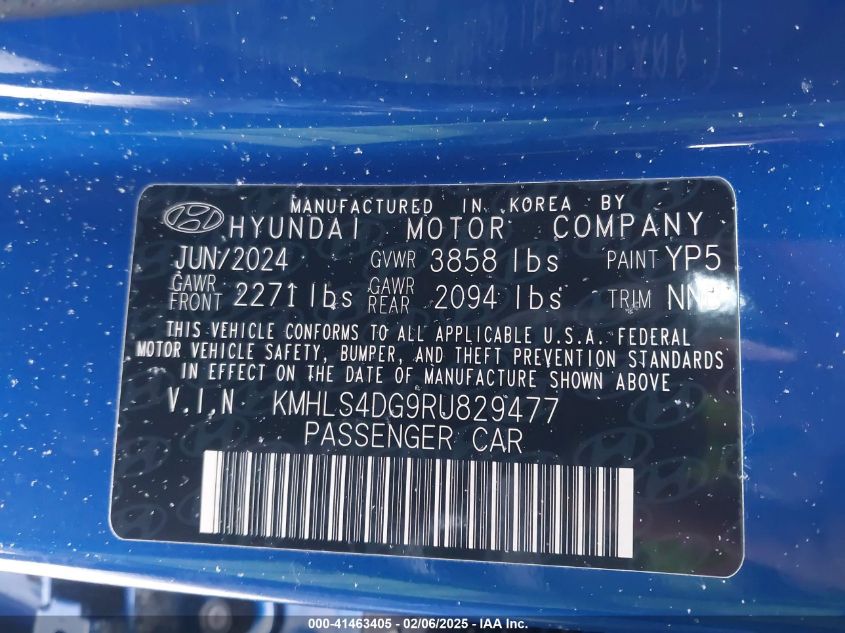 MANUFACTURED IN KOREA BY
HYUNDAI MOTOR COMPANY
JUN/2024 GVWR 3858 lbs PAINT YP5
GAWR FRONT 2271 lbs GAWR REAR 2094 lbs TRIM
THIS VEHICLE CONFORMS TO ALL APPLICABLE U.S.A. FEDERAL
MOTOR VEHICLE SAFETY, BUMPER, AND THEFT PREVENTION STANDARDS
IN EFFECT ON THE DATE OF MANUFACTURE SHOWN ABOVE
V.I.N KMHLS4DG9RU829477
PASSENGER CAR
000-41463405 - 02/06/2025 - IAA Inc.